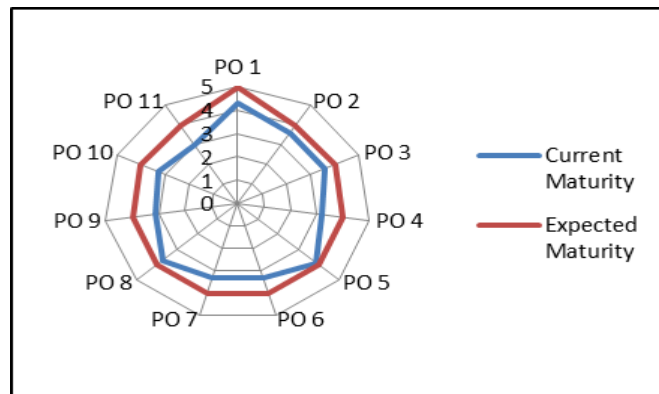 PO 1
PO 2
PO 3
PO 4
PO 5
PO 6
PO 7
PO 8
PO 9
PO 10
PO 11
5
4
3
2
1
0
Current
Maturity
Expected
Maturity